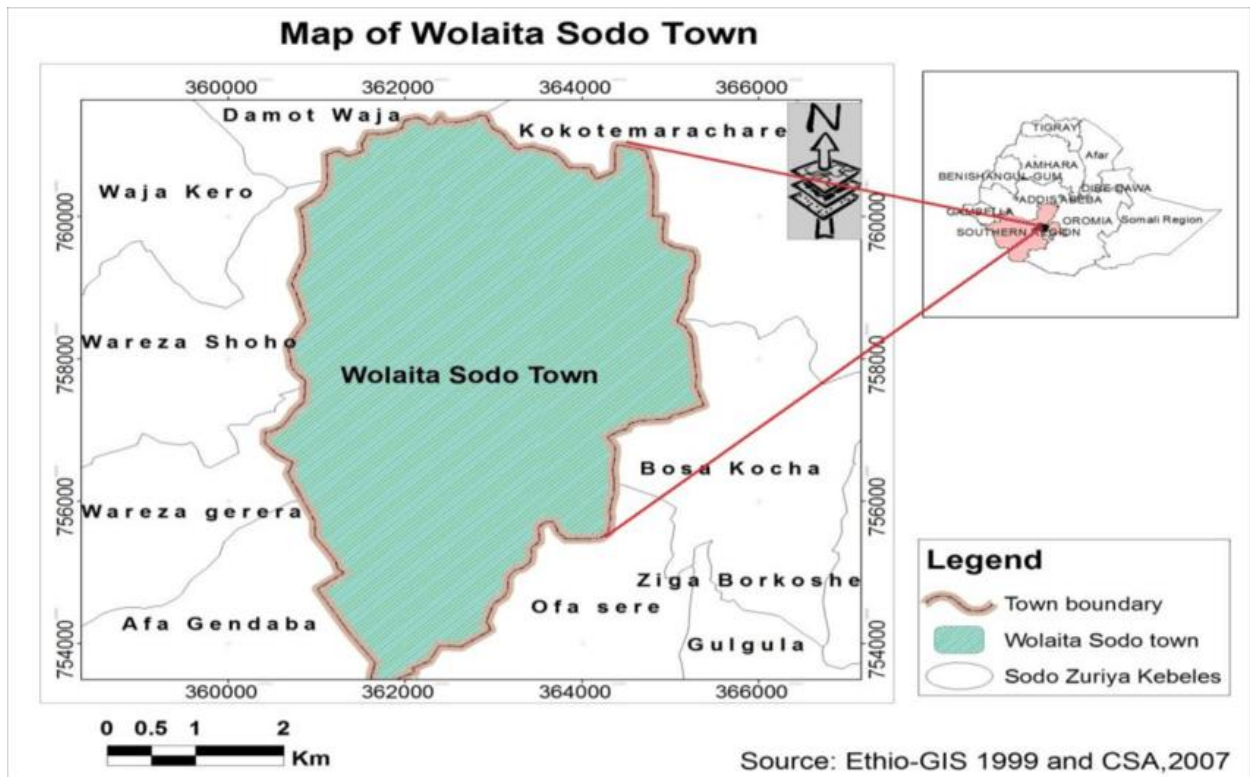 Map of Wolaita Sodo Town
360000 362000 364000 366000
Damot Waja
Kokotemarachare
N
Waja Kero
760000 760000
Wareza Shoho
758000 758000
Wolaita Sodo Town
Bosa Kocha
756000 756000
Wareza gerera
Ziga Borkoshe
Ofa sere
Afa Gendaba
Gulgula
754000 754000
360000 362000 364000 366000
0 0.5 1 2
Km
TIGRAY
Afar
AMHARA
BENISHANGUL-GUM
DIBE DAWA
ADDIS ABEBA
GAMBELLA
OROMIA
Somali Region
SOUTHERN REGION
Legend
Town boundary
Wolaita Sodo town
Sodo Zuriya Kebeles
Source: Ethio-GIS 1999 and CSA,2007